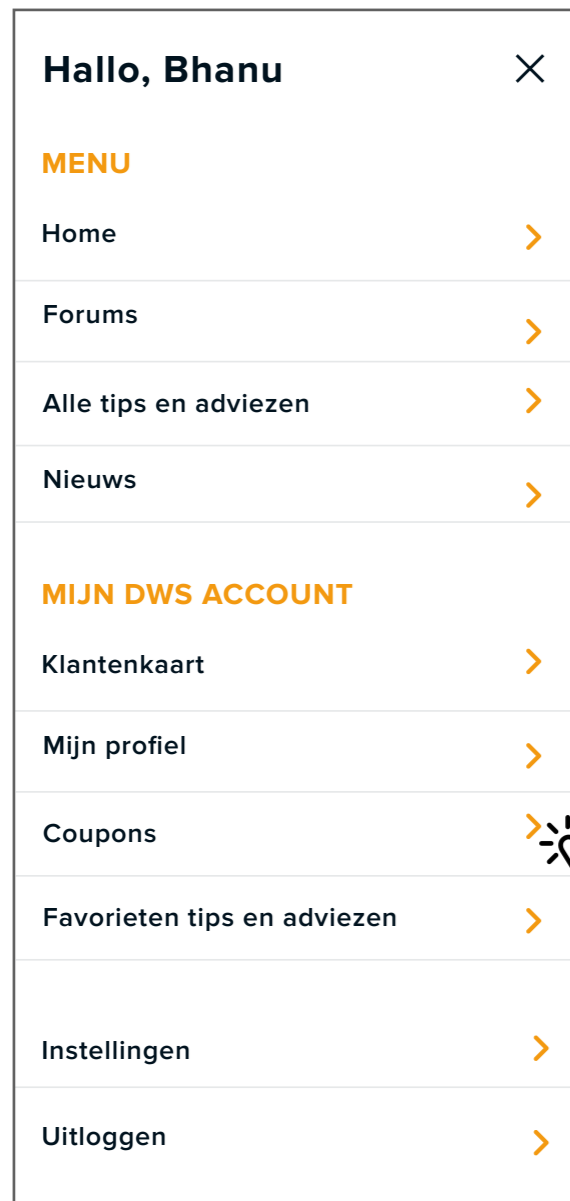 Hallo, Bhanu
MENU
Home
Forums
Alle tips en adviezen
Nieuws
MIJN DWS ACCOUNT
Klantenkaart
Mijn profiel
Coupons
Favorieten tips en adviezen
Instellingen
Uitloggen